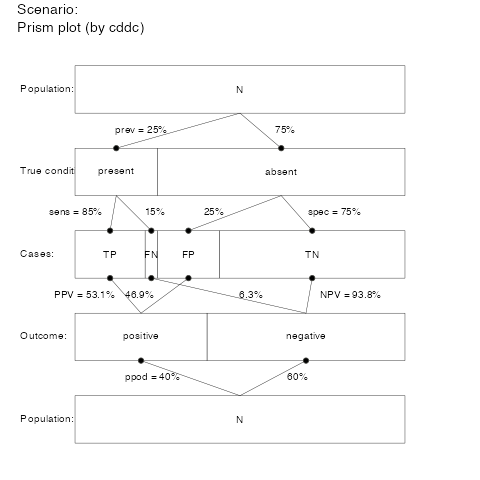 Scenario:
Prism plot (by cddc)
Population:
N
prev = 25%
75%
True condit
present
absent
sens = 85%
15%
25%
spec = 75%
Cases:
TP
FN
FP
TN
PPV = 53.1%
46.9%
6.3%
NPV = 93.8%
Outcome:
positive
negative
ppod = 40%
60%
Population:
N